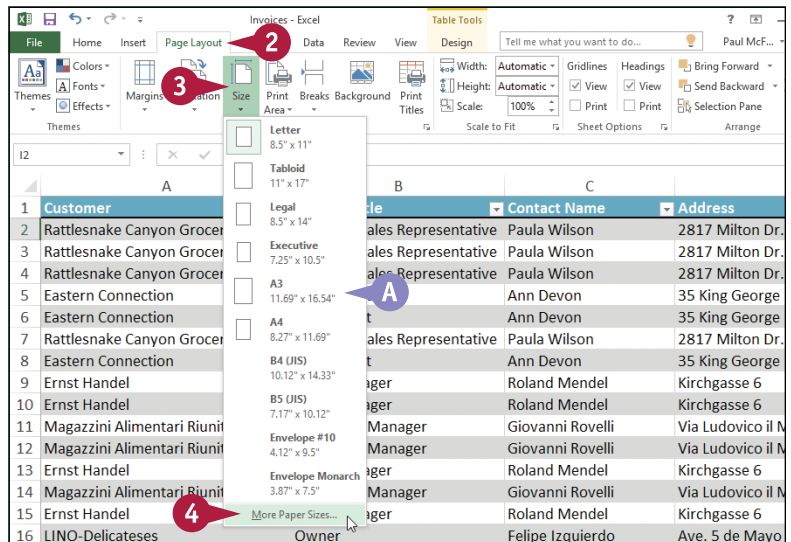 Invoices - Excel
Table Tools
?
File
Home
Insert
Page Layout
2
Data
Review
View
Design
Tell me what you want to do...
Paul McF...
Aa
Themes
Colors
A Fonts
Effects
Margins
3
Size
Print
Area
Breaks
Background
Print
Titles
Width: Automatic
Height: Automatic
Scale: 100%
Gridlines
View
Print
Headings
View
Print
Bring Forward
Send Backward
Selection Pane
Themes
Scale to Fit
Sheet Options
Arrange
I2
Letter
8.5" x 11"
Tabloid
11" x 17"
Legal
8.5" x 14"
Executive
7.25" x 10.5"
A3
11.69" x 16.54"
A
A4
8.27" x 11.69"
B4 (JIS)
10.12" x 14.33"
B5 (JIS)
7.17" x 10.12"
Envelope #10
4.12" x 9.5"
Envelope Monarch
3.87" x 7.5"
4
More Paper Sizes...
A B C
1 Customer Contact Name Address
2 Rattlesnake Canyon Grocer ales Representative Paula Wilson 2817 Milton Dr.
3 Rattlesnake Canyon Grocer ales Representative Paula Wilson 2817 Milton Dr.
4 Rattlesnake Canyon Grocer ales Representative Paula Wilson 2817 Milton Dr.
5 Eastern Connection Ann Devon 35 King George
6 Eastern Connection Ann Devon 35 King George
7 Rattlesnake Canyon Grocer ales Representative Paula Wilson 2817 Milton Dr.
8 Eastern Connection Ann Devon 35 King George
9 Ernst Handel ager Roland Mendel Kirchgasse 6
10 Ernst Handel ager Roland Mendel Kirchgasse 6
11 Magazzini Alimentari Riunit Manager Giovanni Rovelli Via Ludovico il M
12 Magazzini Alimentari Riunit Manager Giovanni Rovelli Via Ludovico il M
13 Ernst Handel ager Roland Mendel Kirchgasse 6
14 Magazzini Alimentari Riunit Manager Giovanni Rovelli Via Ludovico il M
15 Ernst Handel ager Roland Mendel Kirchgasse 6
16 LINO-Delicateses Owner Felipe Izquierdo Ave. 5 de Mayo